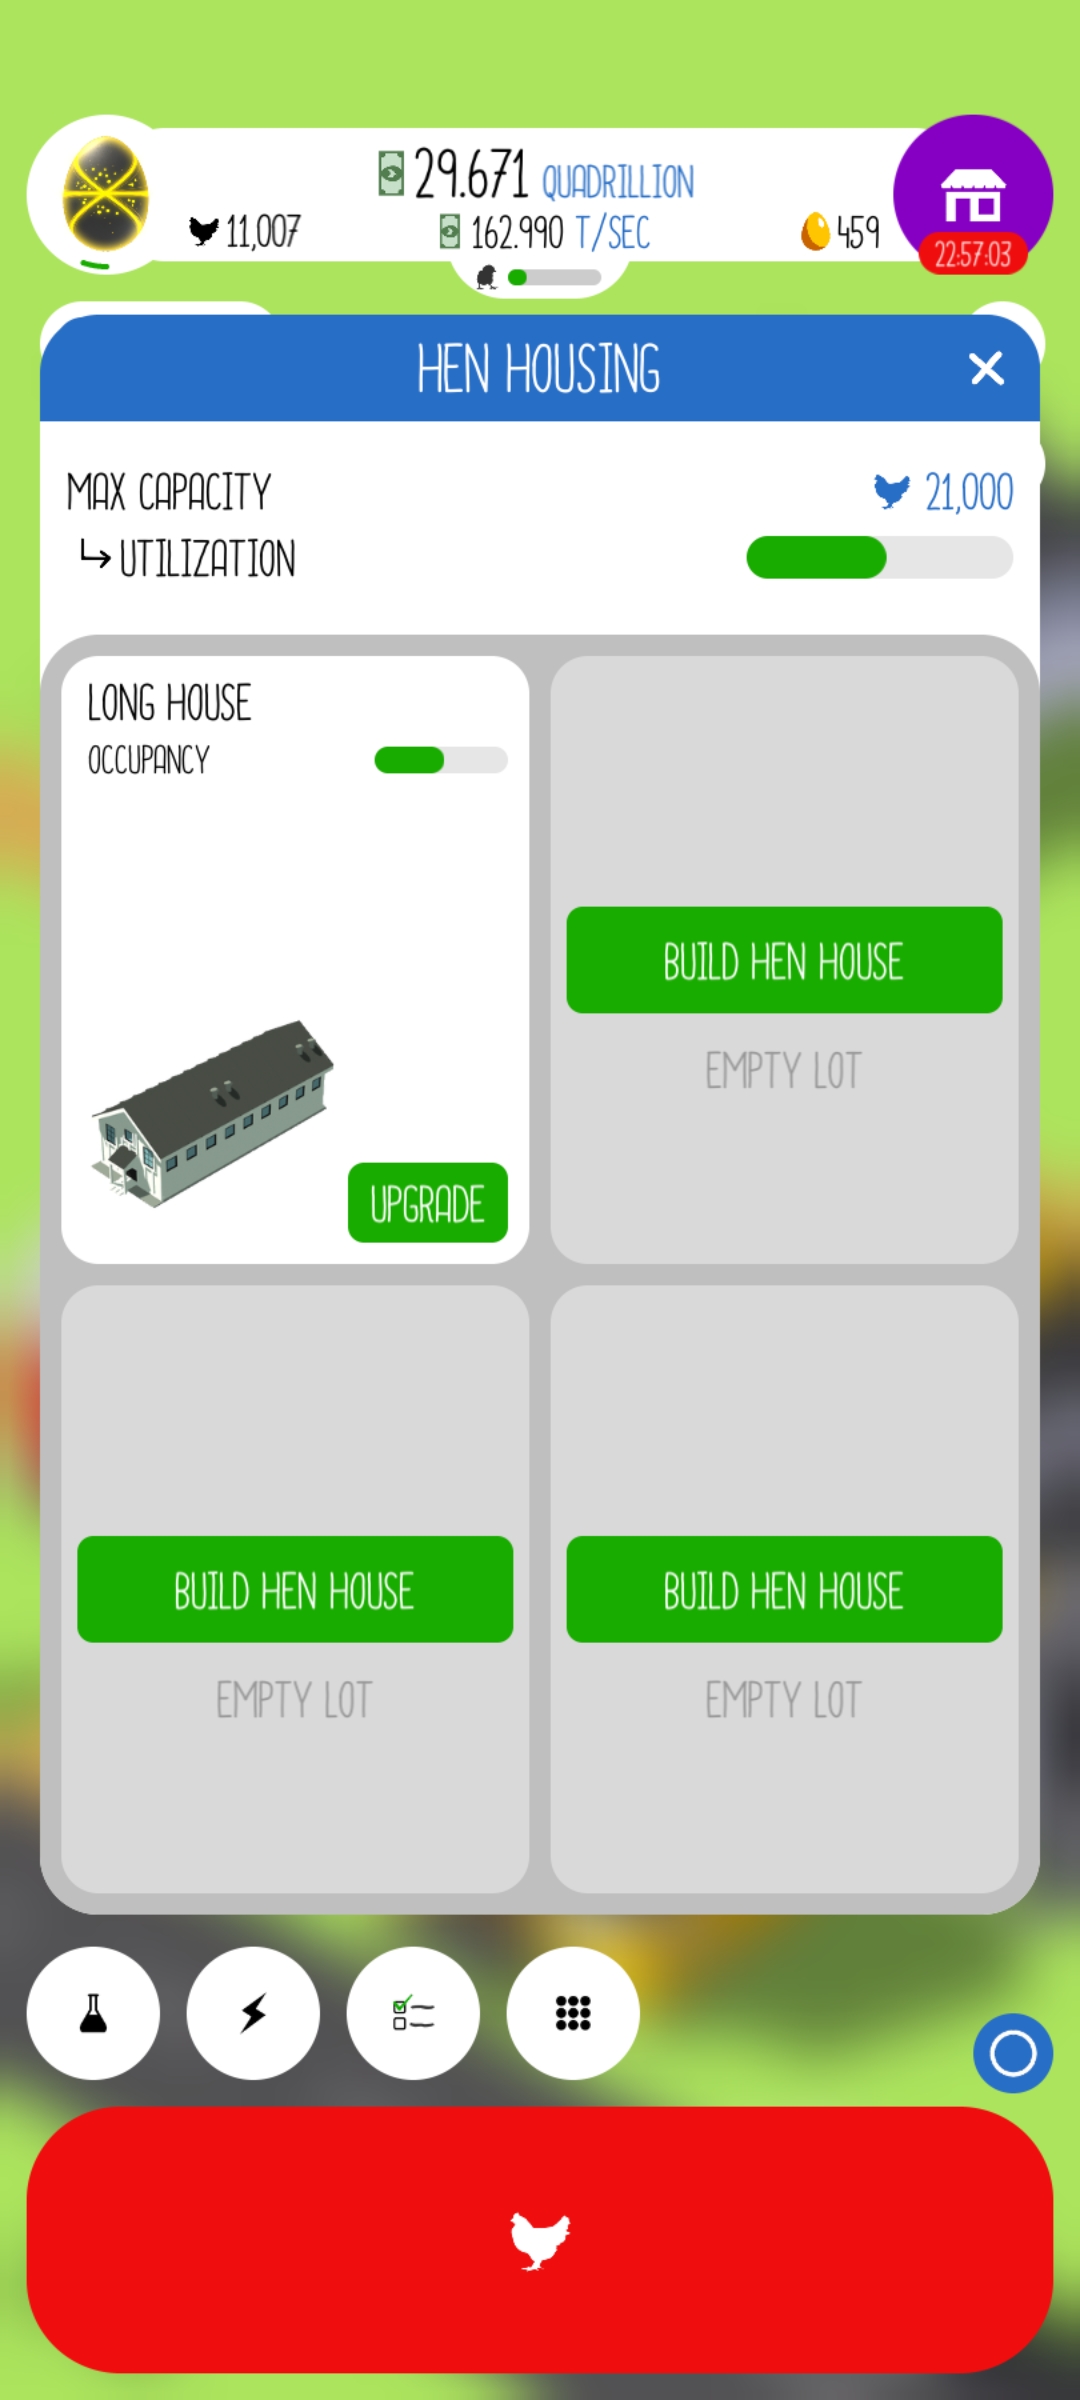 29.671 QUADRILLION
11,007 162.990 T/SEC 459
22:57:03
HEN HOUSING
MAX CAPACITY 21,000
UTILIZATION
LONG HOUSE
OCCUPANCY
UPGRADE
BUILD HEN HOUSE
EMPTY LOT
BUILD HEN HOUSE
EMPTY LOT
BUILD HEN HOUSE
EMPTY LOT